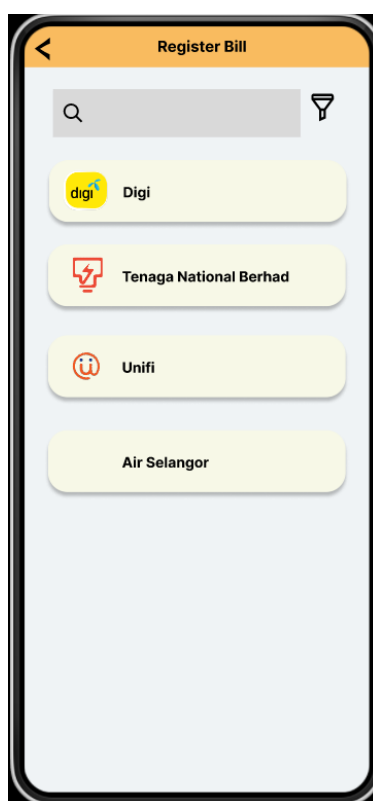 Register Bill
digi
Digi
Tenaga National Berhad
Unifi
Air Selangor